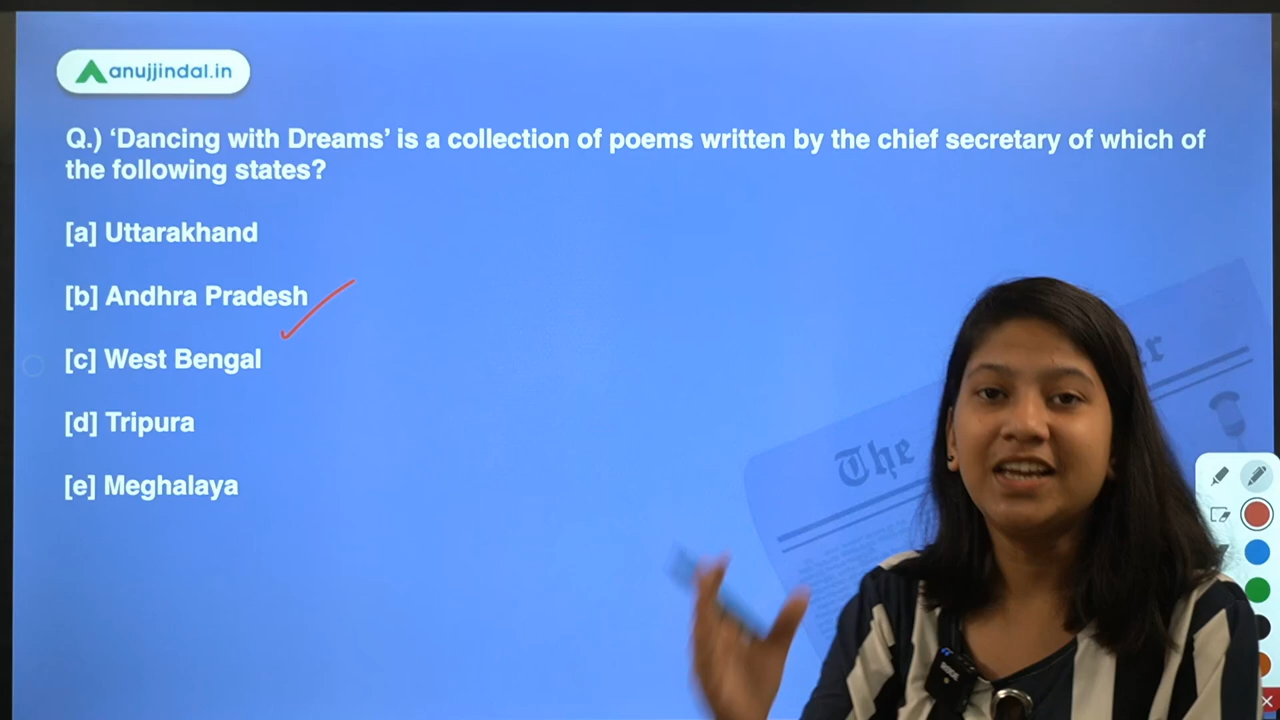 anujjindal.in
Q.) ‘Dancing with Dreams’ is a collection of poems written by the chief secretary of which of
the following states?
[a] Uttarakhand
[b] Andhra Pradesh
[c] West Bengal
[d] Tripura
[e] Meghalaya
The